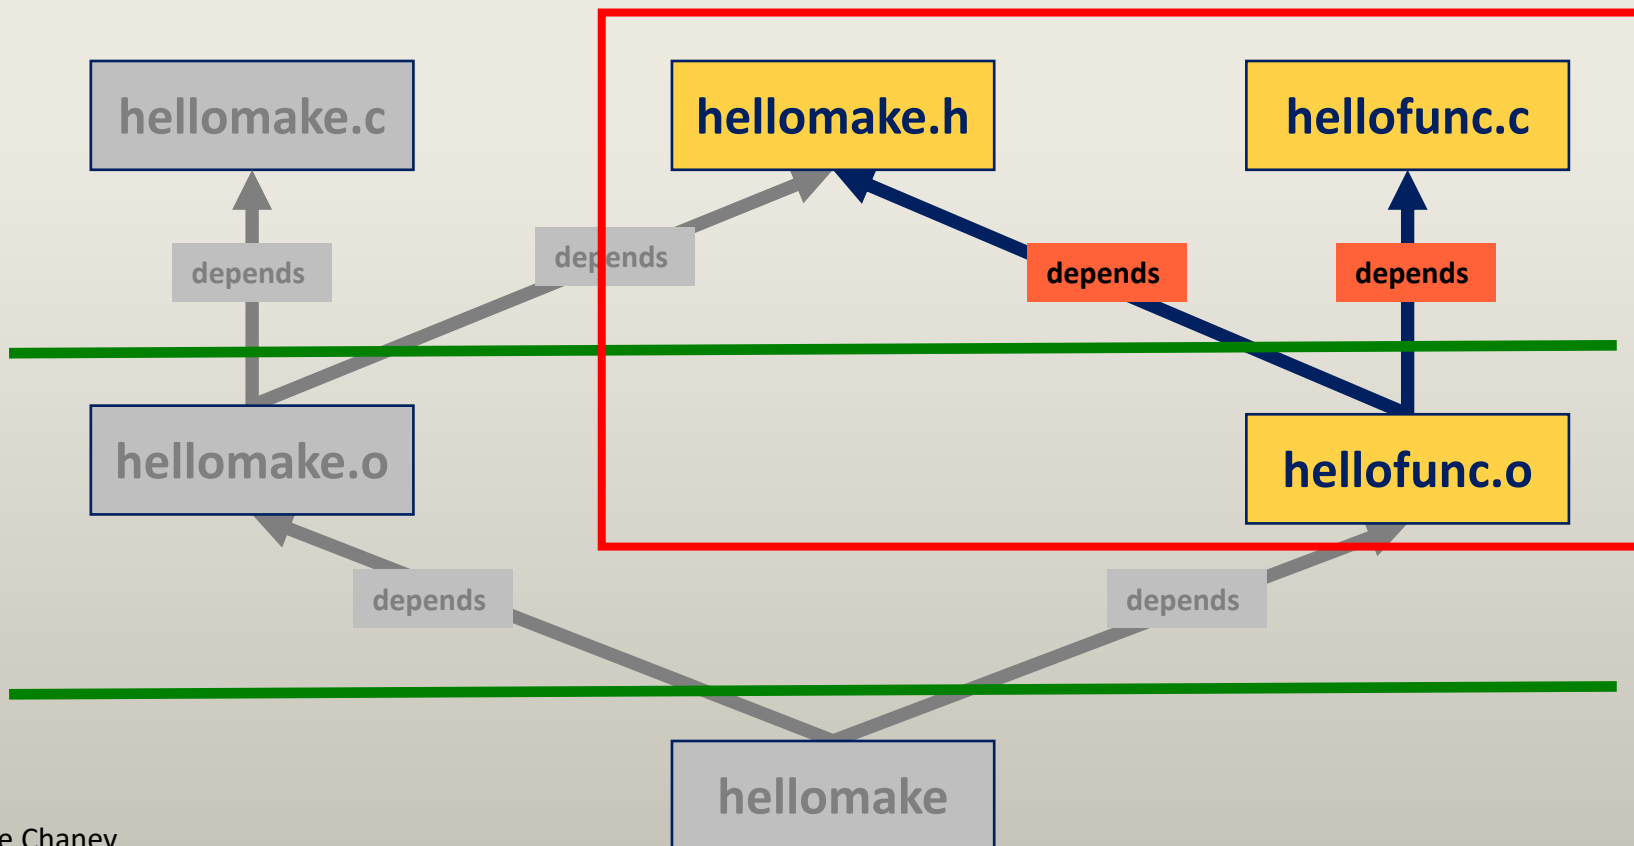 hellomake.c
hellomake.h
hellofunc.c
depends
depends
depends
depends
hellomake.o
hellofunc.o
depends
depends
hellomake
Chaney